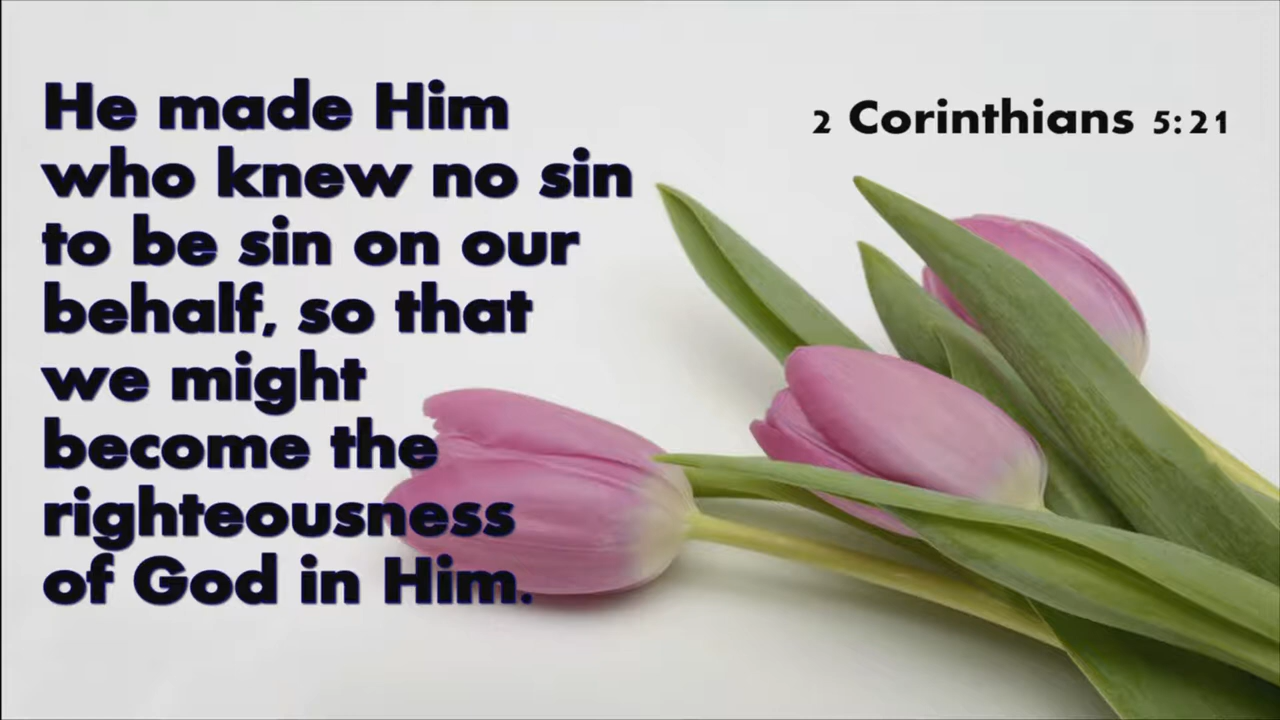 He made Him
who knew no sin
to be sin on our
behalf, so that
we might
become the
righteousness
of God in Him.
2 Corinthians 5:21